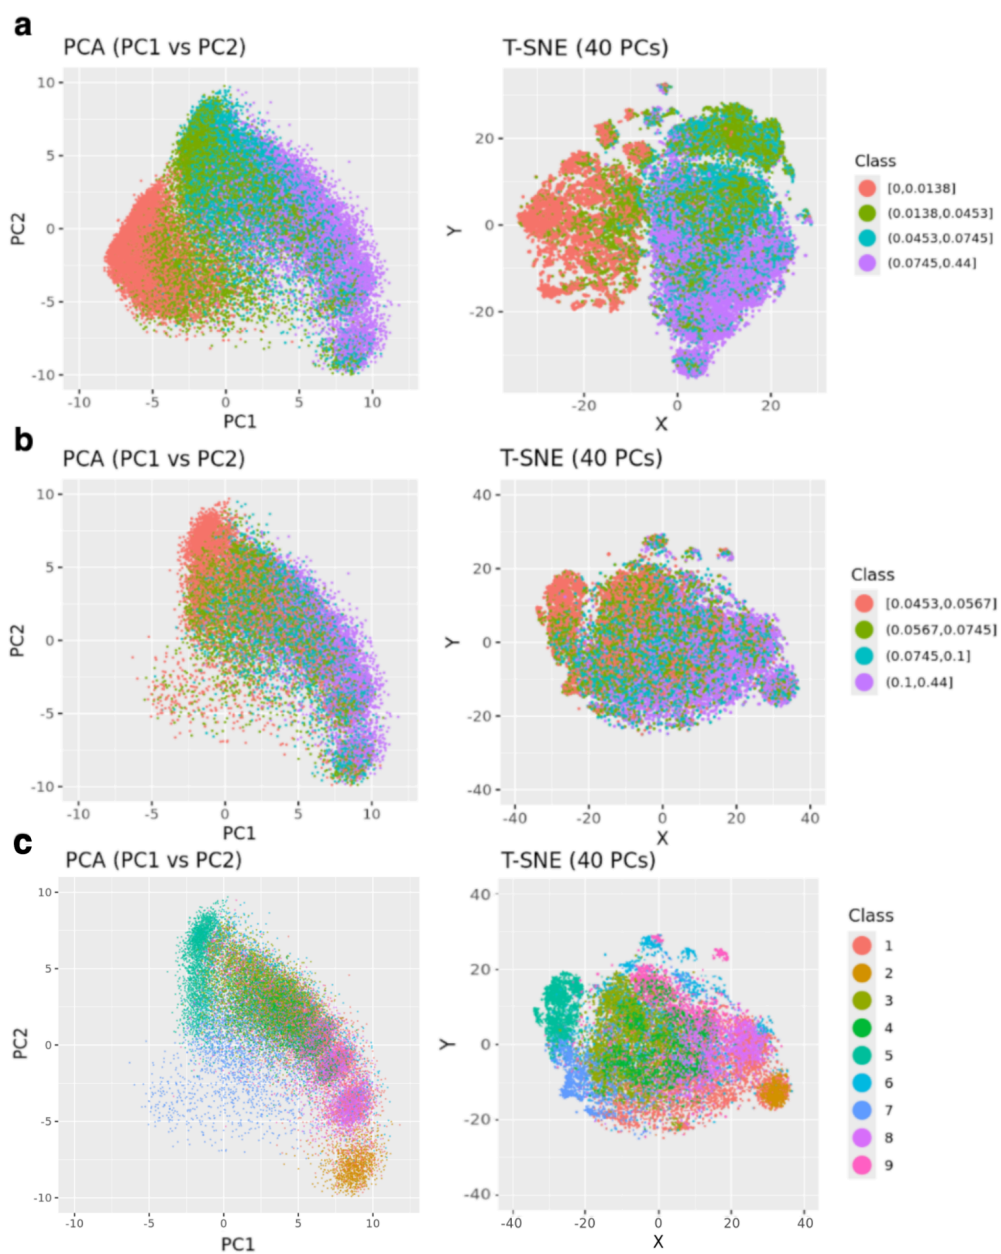 a
PCA (PC1 vs PC2)
10
5
0
-5
-10
PC2
-10 -5 0 5 10
PC1
T-SNE (40 PCs)
20
0
-20
Y
-20 0 20
X
Class
[0,0.0138]
(0.0138,0.0453]
(0.0453,0.0745]
(0.0745,0.44]
b
PCA (PC1 vs PC2)
10
5
0
-5
-10
PC2
-10 -5 0 5 10
PC1
T-SNE (40 PCs)
40
20
0
-20
-40
Y
-40 -20 0 20 40
X
Class
[0.0453,0.0567]
(0.0567,0.0745]
(0.0745,0.1]
(0.1,0.44]
c
PCA (PC1 vs PC2)
10
5
0
-5
-10
PC2
-10 -5 0 5 10
PC1
T-SNE (40 PCs)
40
20
0
-20
-40
Y
-40 -20 0 20 40
X
Class
1
2
3
4
5
6
7
8
9